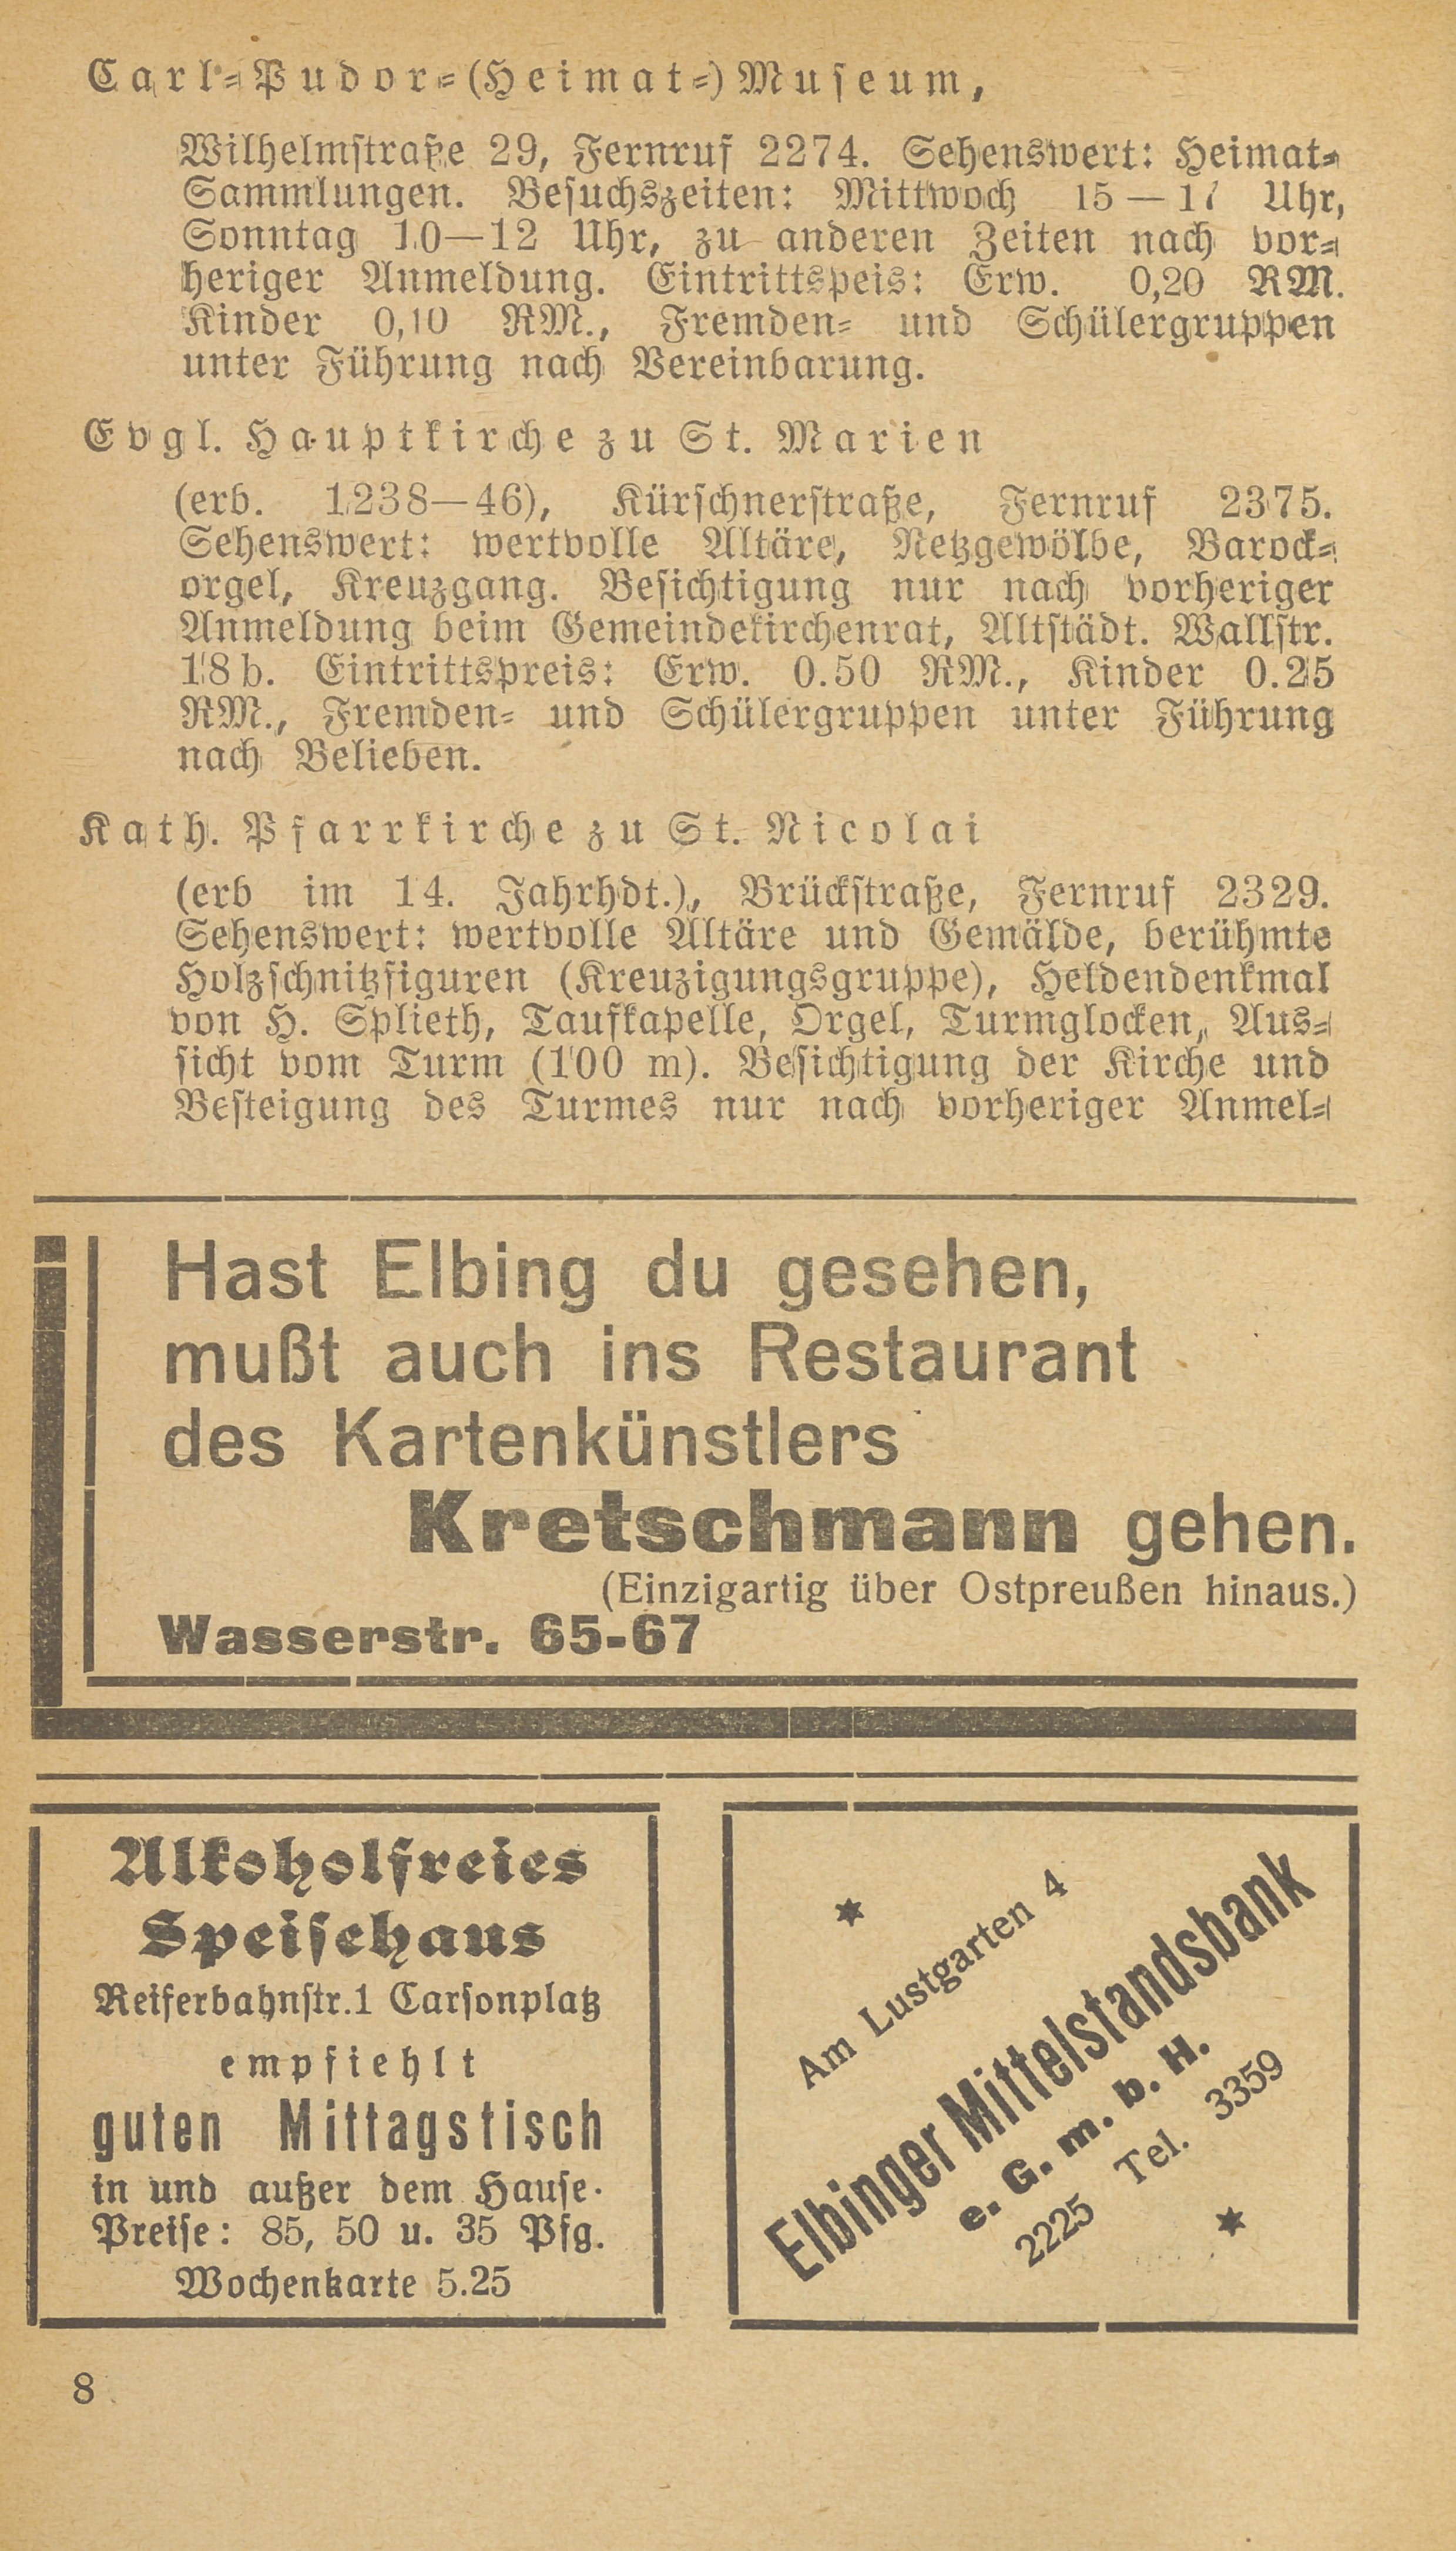 Carl-Pudor-(Heimat-)Museum,
Wilhelmstraße 29, Fernruf 2274. Sehenswert: Heimat-
Sammlungen. Besuchszeiten: Mittwoch 15—17 Uhr,
Sonntag 10—12 Uhr, zu anderen Zeiten nach vor-
heriger Anmeldung. Eintrittspeis: Erw. 0,20 RM.
Kinder 0,10 RM., Fremden- und Schülergruppen
unter Führung nach Vereinbarung.
Evgl. Hauptkirche zu St. Marien
(erb. 1238—46), Kürschnerstraße, Fernruf 2375.
Sehenswert: wertvolle Altäre, Netzgewölbe, Barock-
orgel, Kreuzgang. Besichtigung nur nach vorheriger
Anmeldung beim Gemeindekirchenrat, Altstädt. Wallstr.
18b. Eintrittspreis: Erw. 0.50 RM., Kinder 0.25
RM., Fremden- und Schülergruppen unter Führung
nach Belieben.
Kath. Pfarrkirche zu St. Nicolai
(erb im 14. Jahrhdt.), Brückstraße, Fernruf 2329.
Sehenswert: wertvolle Altäre und Gemälde, berühmte
Holzschnitzfiguren (Kreuzigungsgruppe), Heldendenkmal
von H. Splieth, Taufkapelle, Orgel, Turmglocken, Aus-
sicht vom Turm (100 m). Besichtigung der Kirche und
Besteigung des Turmes nur nach vorheriger Anmel-
Hast Elbing du gesehen,
mußt auch ins Restaurant
des Kartenkünstlers
Kretschmann gehen.
(Einzigartig über Ostpreußen hinaus.)
Wasserstr. 65-67
Alkoholfreies
Speisehaus
Reiferbahnstr.1 Carsonplatz
empfiehlt
guten Mittagstisch
in und außer dem Hause.
Preise: 85, 50 u. 35 Pfg.
Wochenkarte 5.25
Am Lustgarten 4
Elbinger Mittelstandsbank
e. G. m. b. H.
2225 Tel. 3359
8